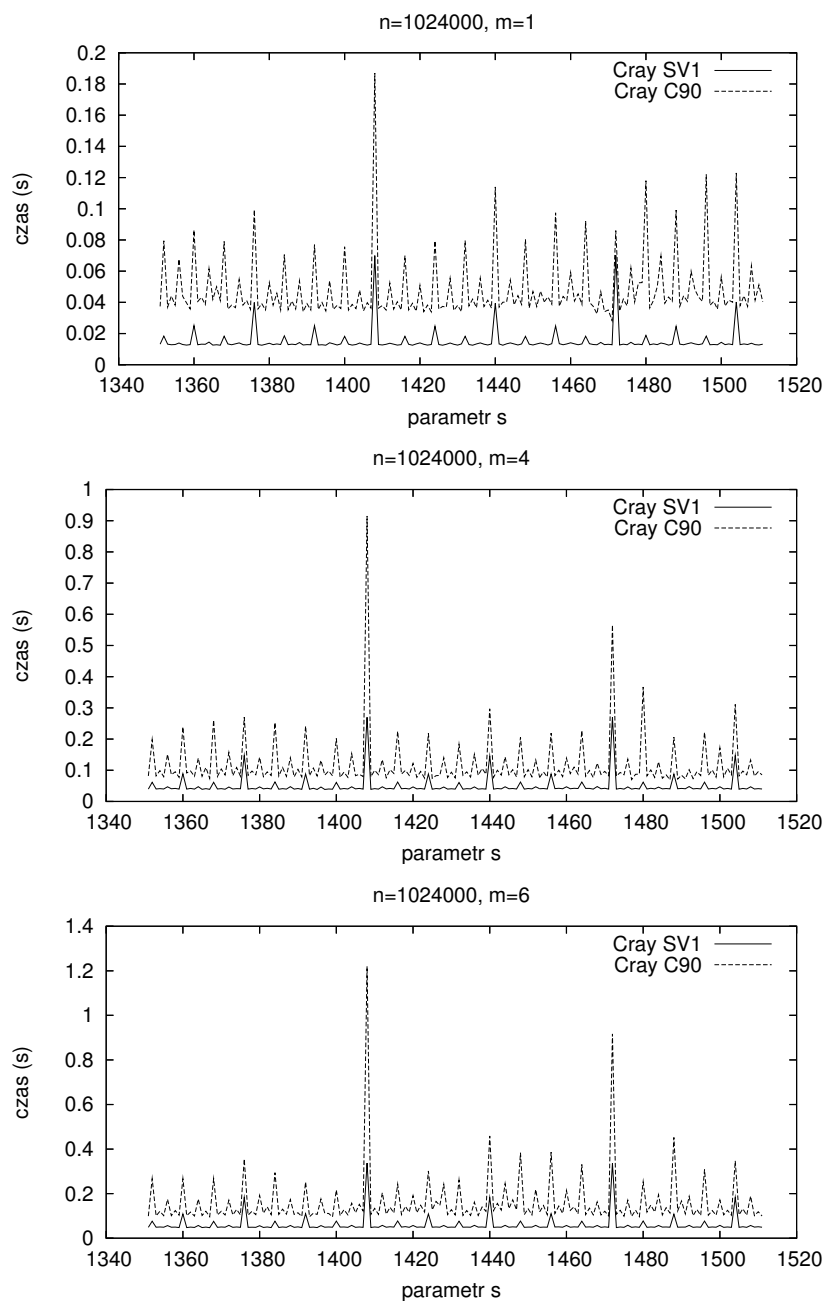 n=1024000, m=1
0.2
0.18
0.16
0.14
0.12
0.1
0.08
0.06
0.04
0.02
0
Cray SV1
Cray C90
czas (s)
1340 1360 1380 1400 1420 1440 1460 1480 1500 1520
parametr s
n=1024000, m=4
1
0.9
0.8
0.7
0.6
0.5
0.4
0.3
0.2
0.1
0
Cray SV1
Cray C90
czas (s)
1340 1360 1380 1400 1420 1440 1460 1480 1500 1520
parametr s
n=1024000, m=6
1.4
1.2
1
0.8
0.6
0.4
0.2
0
Cray SV1
Cray C90
czas (s)
1340 1360 1380 1400 1420 1440 1460 1480 1500 1520
parametr s